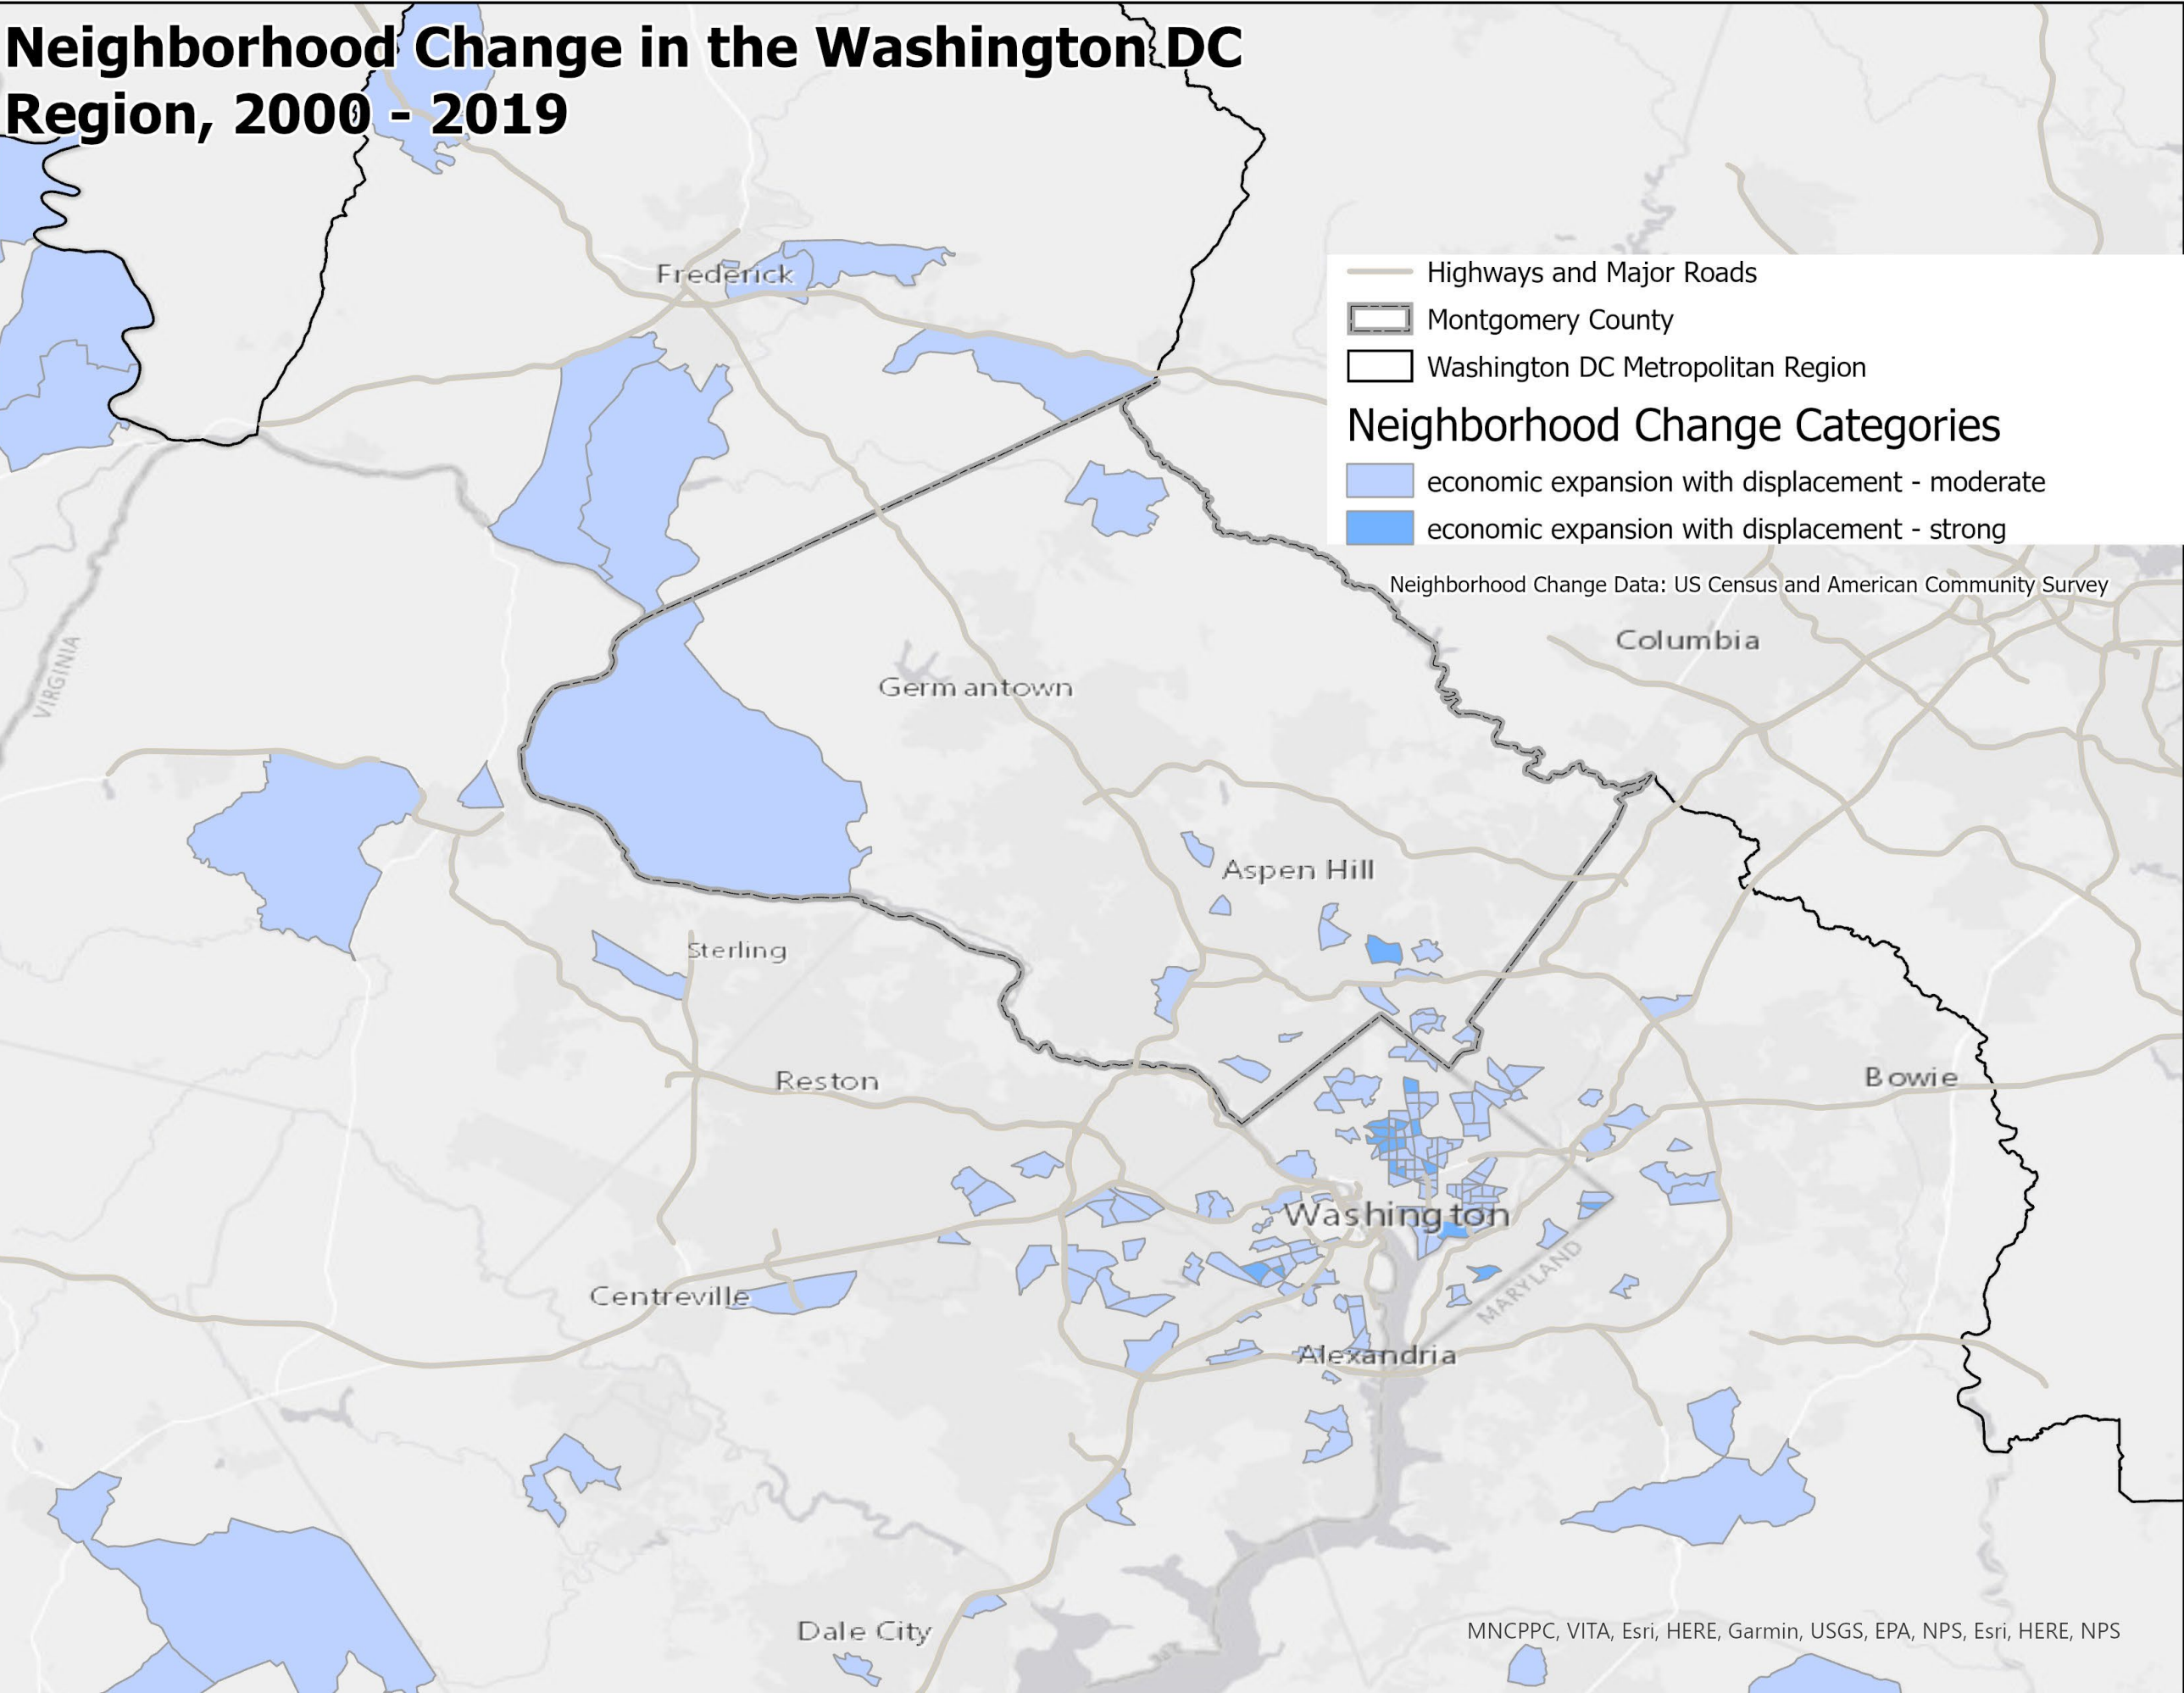 Neighborhood Change in the Washington DC
Region, 2000 - 2019
Frederick
Highways and Major Roads
Montgomery County
Washington DC Metropolitan Region
Neighborhood Change Categories
economic expansion with displacement - moderate
economic expansion with displacement - strong
Neighborhood Change Data: US Census and American Community Survey
Columbia
VIRGINIA
Germantown
Aspen Hill
Sterling
Reston
Bowie
Washington
MARYLAND
Centreville
Alexandria
Dale City
MNCPPC, VITA, Esri, HERE, Garmin, USGS, EPA, NPS, Esri, HERE, NPS